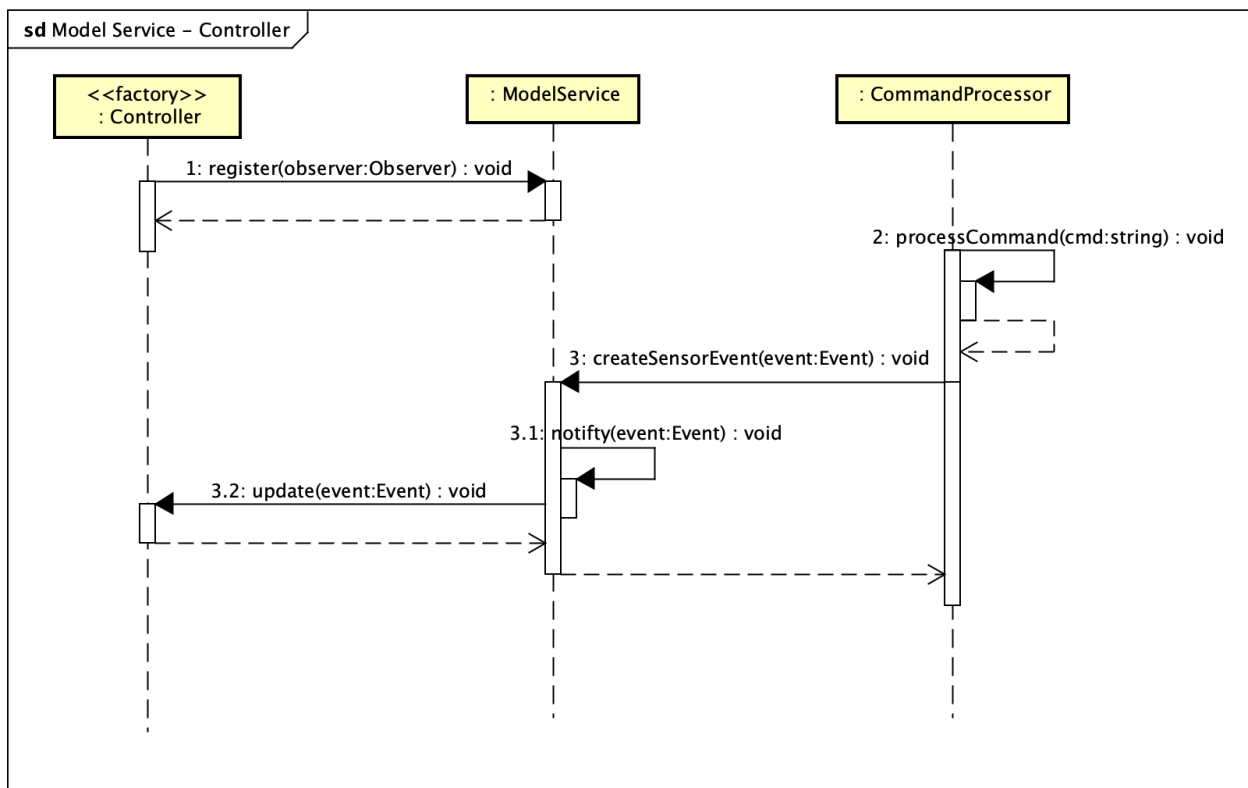 sd Model Service - Controller
<<factory>>
: Controller
: ModelService
: CommandProcessor
1: register(observer:Observer) : void
2: processCommand(cmd:string) : void
3: createSensorEvent(event:Event) : void
3.1: notifty(event:Event) : void
3.2: update(event:Event) : void